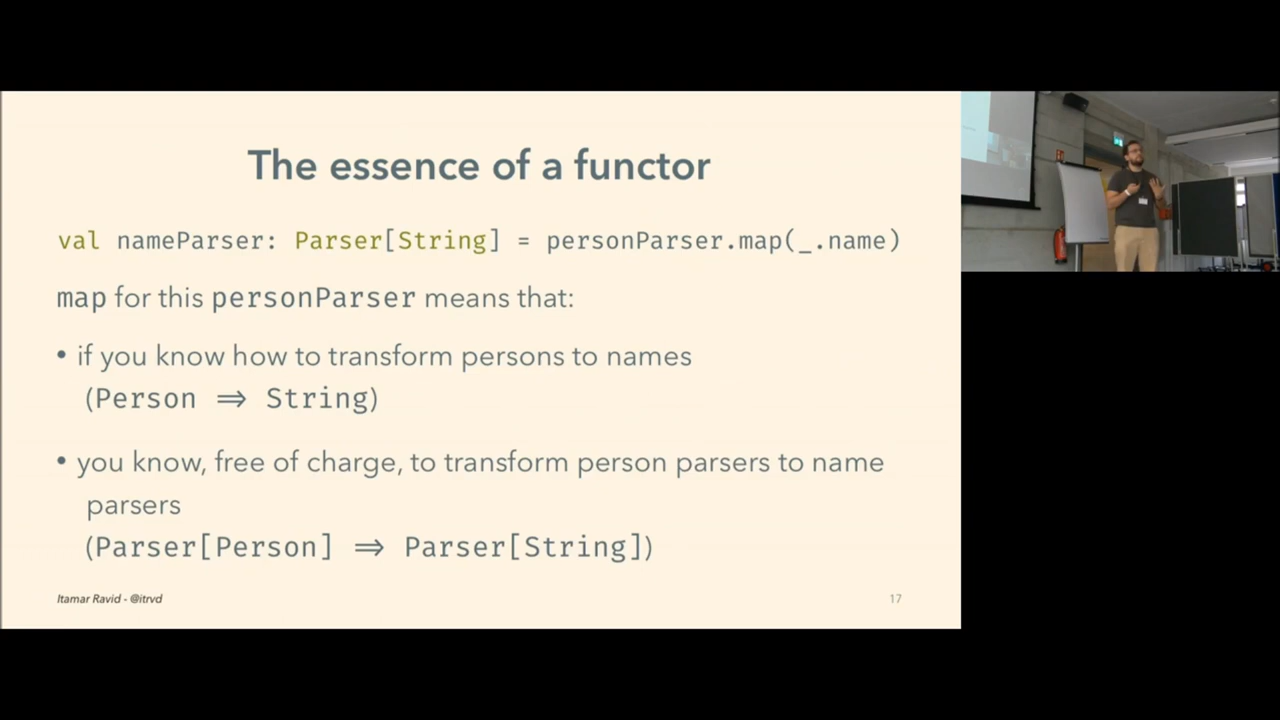 The essence of a functor
val nameParser: Parser[String] = personParser.map(_.name)
map for this personParser means that:
• if you know how to transform persons to names
(Person ⇒ String)
• you know, free of charge, to transform person parsers to name
parsers
(Parser[Person] ⇒ Parser[String])
Itamar Ravid - @itrvd
17